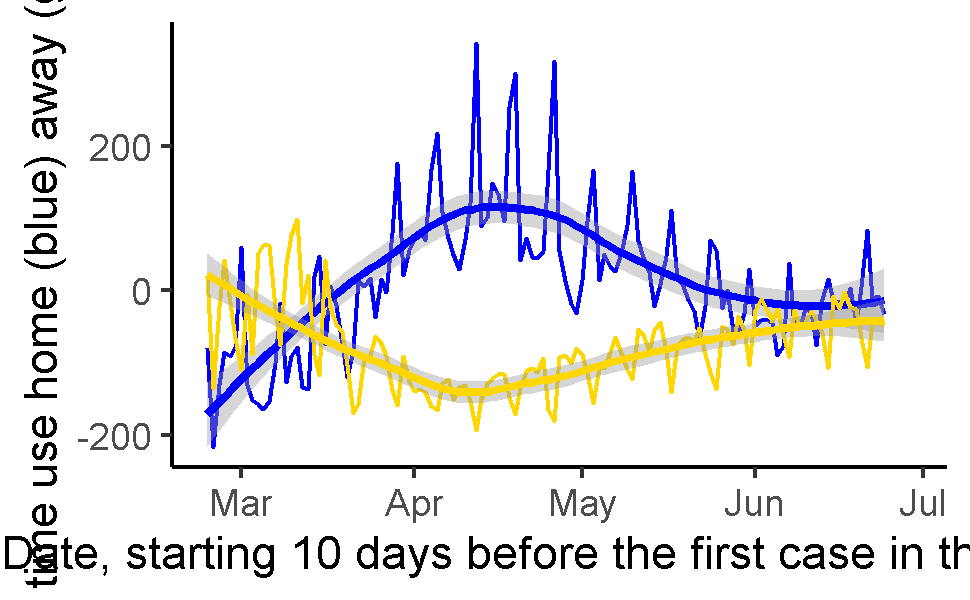 time use home (blue) away (
200
0
-200
Mar Apr May Jun Jul
Date, starting 10 days before the first case in th